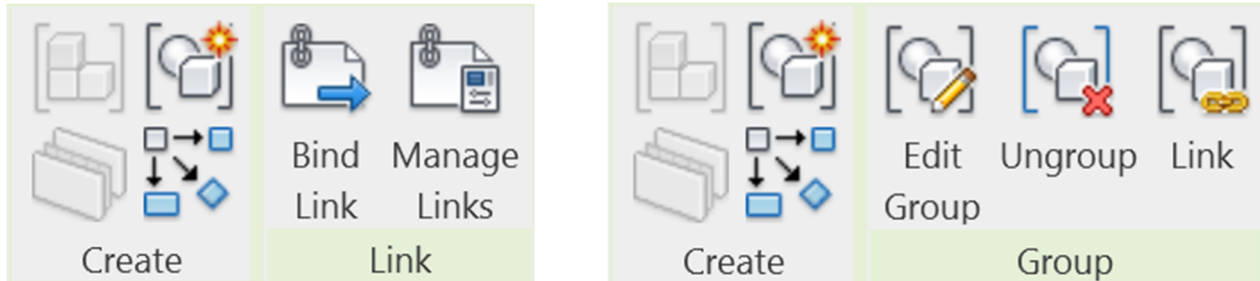 Bind Link
Manage Links
Create
Link
Edit Group
Ungroup
Link
Create
Group